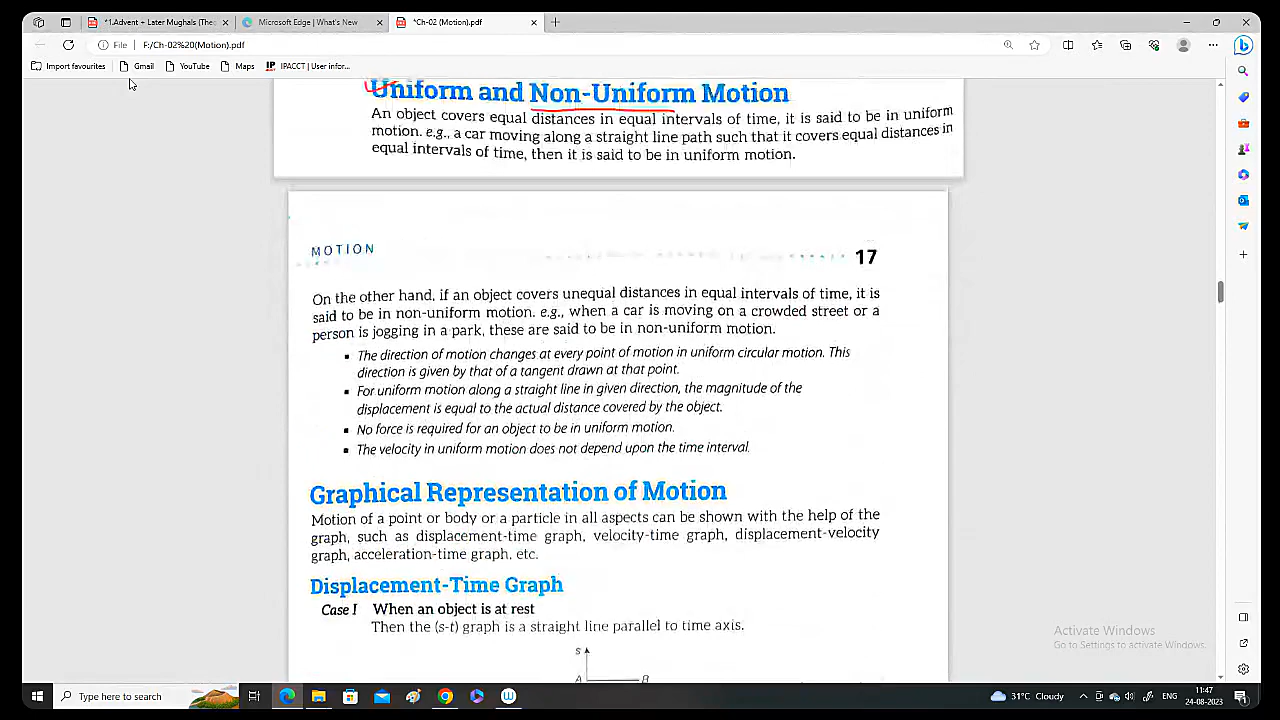 *1.Advent + Later Mughals (The
Microsoft Edge | What's New
*Ch-02 (Motion).pdf
File
F:/Ch-02%20(Motion).pdf
Import favourites
Gmail
YouTube
Maps
IP
IPACCT | User infor...
Uniform and Non-Uniform Motion
An object covers equal distances in equal intervals of time, it is said to be in uniform
motion. e.g., a car moving along a straight line path such that it covers equal distances in
equal intervals of time, then it is said to be in uniform motion.
MOTION
17
On the other hand, if an object covers unequal distances in equal intervals of time, it is
said to be in non-uniform motion. e.g., when a car is moving on a crowded street or a
person is jogging in a park, these are said to be in non-uniform motion.
▪ The direction of motion changes at every point of motion in uniform circular motion. This
direction is given by that of a tangent drawn at that point.
▪ For uniform motion along a straight line in given direction, the magnitude of the
displacement is equal to the actual distance covered by the object.
▪ No force is required for an object to be in uniform motion.
▪ The velocity in uniform motion does not depend upon the time interval.
Graphical Representation of Motion
Motion of a point or body or a particle in all aspects can be shown with the help of the
graph, such as displacement-time graph, velocity-time graph, displacement-velocity
graph, acceleration-time graph, etc.
Displacement-Time Graph
Case I When an object is at rest
Then the (s-t) graph is a straight line parallel to time axis.
s
A B
Activate Windows
Go to Settings to activate Windows.
Type here to search
31°C Cloudy
ENG
11:47
24-08-2023